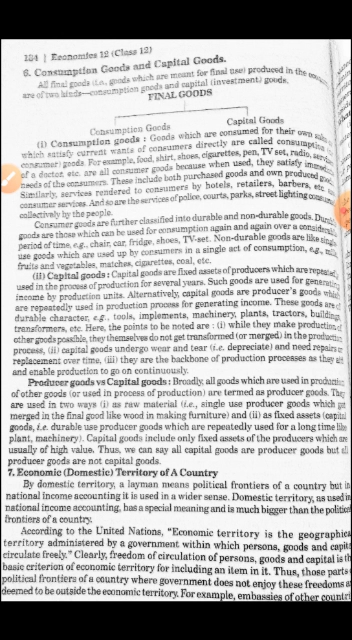 184 | Economics 12 (Class 12)
6. Consumption Goods and Capital Goods.
All final goods (i.e., goods which are meant for final use) produced in the
are of two kinds—consumption goods and capital (investment) goods.
FINAL GOODS
Consumption Goods Capital Goods
(i) Consumption goods : Goods which are consumed for their own
which satisfy current wants of consumers directly are called consumption
consumer) goods. For example, food, shirt, shoes, cigarettes, pen, TV set, radio,
of a doctor, etc. are all consumer goods because when used, they satisfy
needs of the consumers. These include both purchased goods and own produced
Similarly, services rendered to consumers by hotels, retailers, barbers, etc.
consumer services. And so are the services of police, courts, parks, street lighting
collectively by the people.
Consumer goods are further classified into durable and non-durable goods.
goods are those which can be used for consumption again and again over a
period of time, e.g., chair, car, fridge, shoes, TV-set. Non-durable goods are like
use goods which are used up by consumers in a single act of consumption, e.g.,
fruits and vegetables, matches, cigarettes, coal, etc.
(ii) Capital goods : Capital goods are fixed assets of producers which are
used in the process of production for several years. Such goods are used for
income by production units. Alternatively, capital goods are producer's goods
are repeatedly used in production process for generating income. These goods are
durable character, e.g., tools, implements, machinery, plants, tractors,
transformers, etc. Here, the points to be noted are : (i) while they make production
other goods possible, they themselves do not get transformed (or merged) in the
process, (ii) capital goods undergo wear and tear (i.e. depreciate) and need repairs
replacement over time, (iii) they are the backbone of production processes as they
and enable production to go on continuously.
Producer goods vs Capital goods : Broadly, all goods which are used in production
of other goods (or used in process of production) are termed as producer goods. They
are used in two ways (i) as raw material (i.e., single use producer goods which get
merged in the final good like wood in making furniture) and (ii) as fixed assets
goods, i.e. durable use producer goods which are repeatedly used for a long time like
plant, machinery). Capital goods include only fixed assets of the producers which are
usually of high value. Thus, we can say all capital goods are producer goods but all
producer goods are not capital goods.
7. Economic (Domestic) Territory of A Country
By domestic territory, a layman means political frontiers of a country but in
national income accounting it is used in a wider sense. Domestic territory, as used in
national income accounting, has a special meaning and is much bigger than the political
frontiers of a country.
According to the United Nations, "Economic territory is the geographical
territory administered by a government within which persons, goods and capital
circulate freely." Clearly, freedom of circulation of persons, goods and capital is the
basic criterion of economic territory for including an item in it. Thus, those parts
political frontiers of a country where government does not enjoy these freedoms
deemed to be outside the economic territory. For example, embassies of other